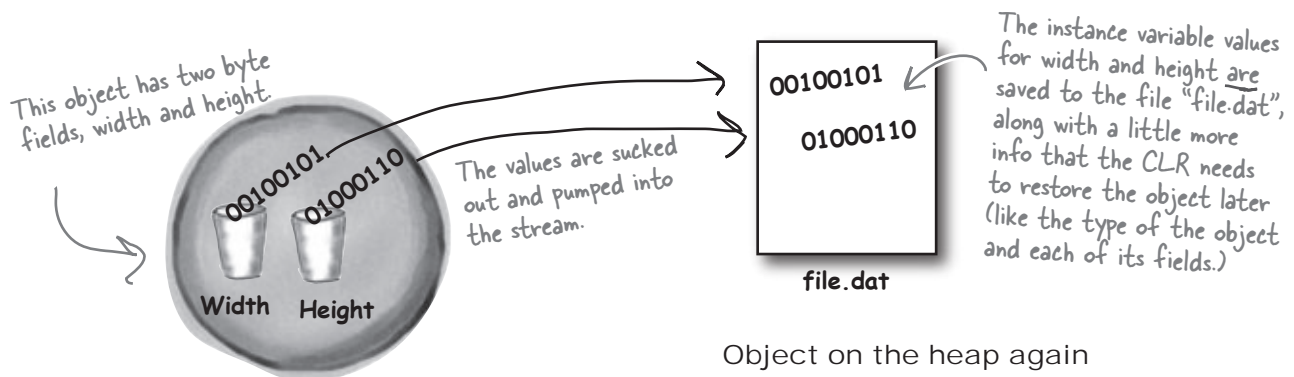 This object has two byte
fields, width and height.
00100101
01000110
Width
Height
The values are sucked
out and pumped into
the stream.
00100101
01000110
file.dat
The instance variable values
for width and height are
saved to the file “file.dat”,
along with a little more
info that the CLR needs
to restore the object later
(like the type of the object
and each of its fields.)
Object on the heap again